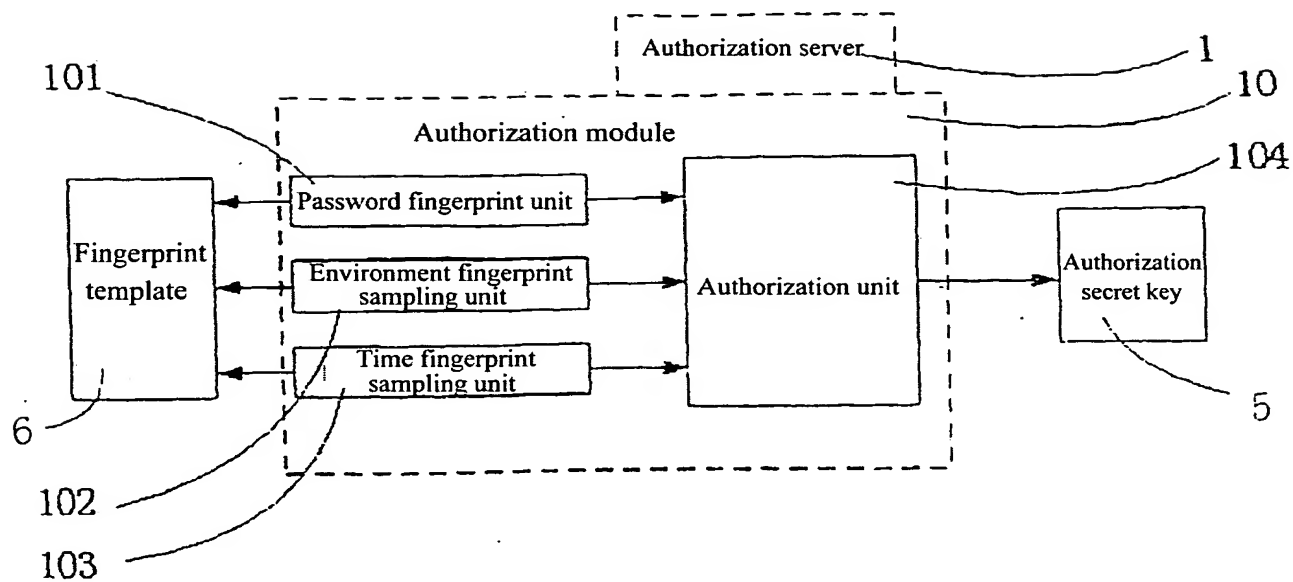 Authorization server
1
101
10
Authorization module
104
Password fingerprint unit
Fingerprint
template
Environment fingerprint
sampling unit
Authorization unit
Authorization
secret key
Time fingerprint
sampling unit
6
5
102
103